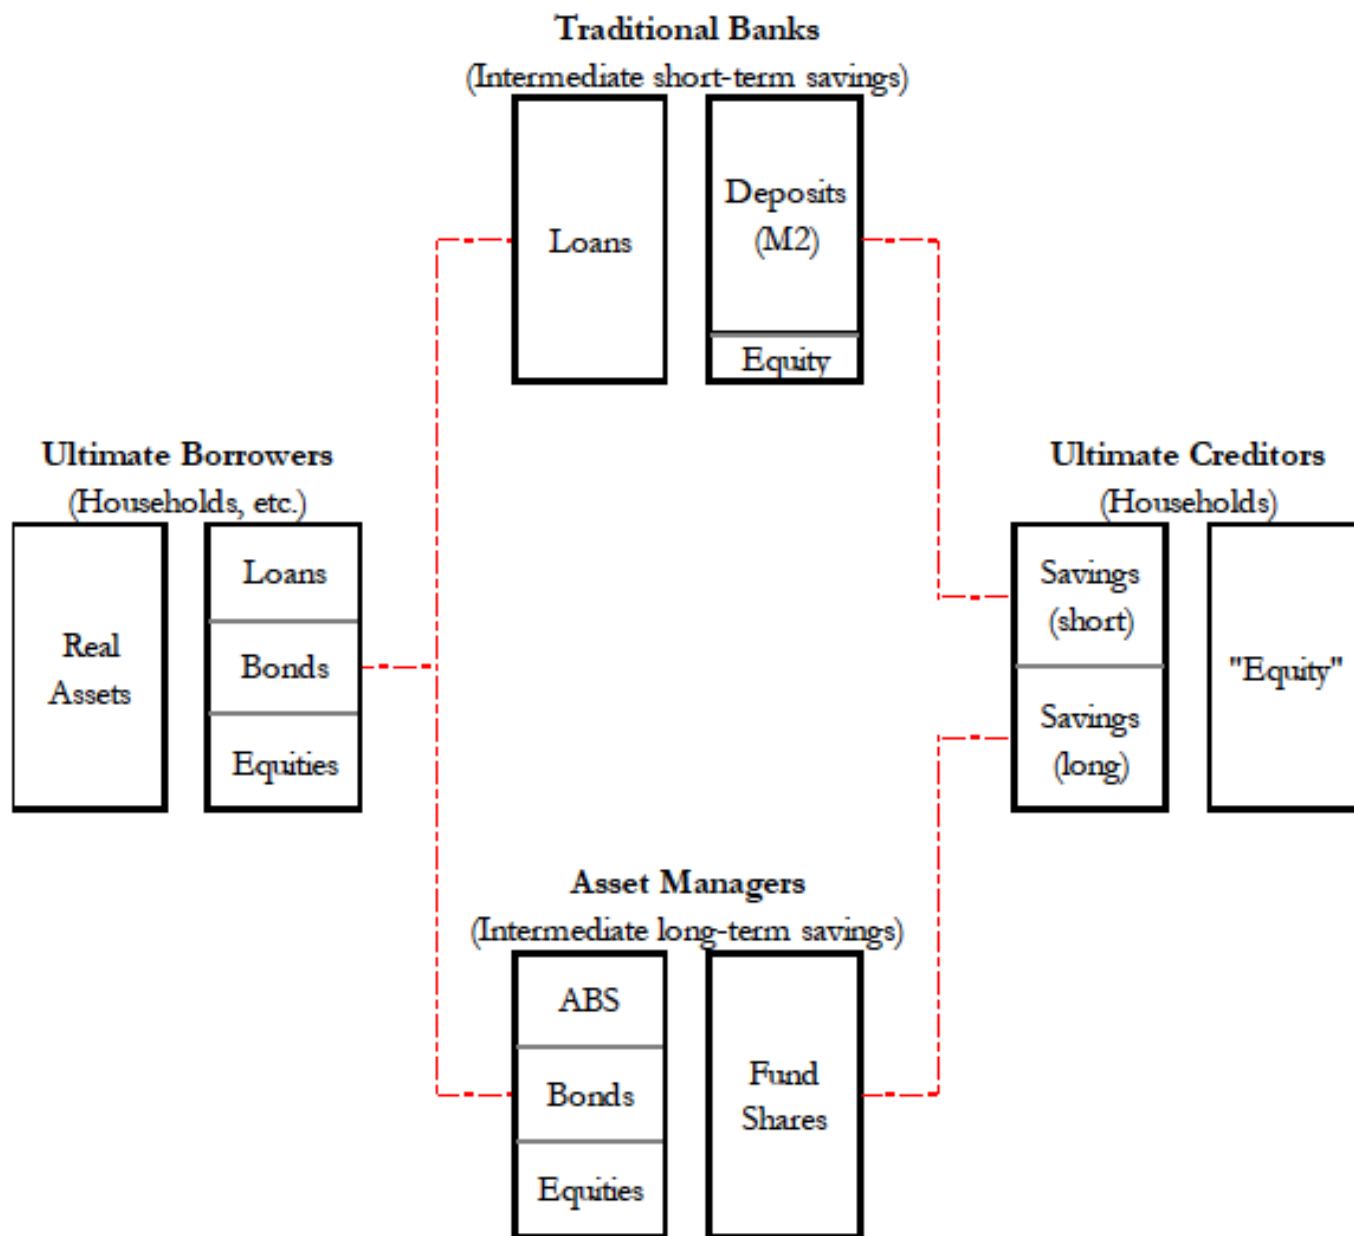 Traditional Banks
(Intermediate short-term savings)
Loans
Deposits
(M2)
Equity
Ultimate Borrowers
(Households, etc.)
Real
Assets
Loans
Bonds
Equities
Ultimate Creditors
(Households)
Savings
(short)
Savings
(long)
"Equity"
Asset Managers
(Intermediate long-term savings)
ABS
Bonds
Equities
Fund
Shares